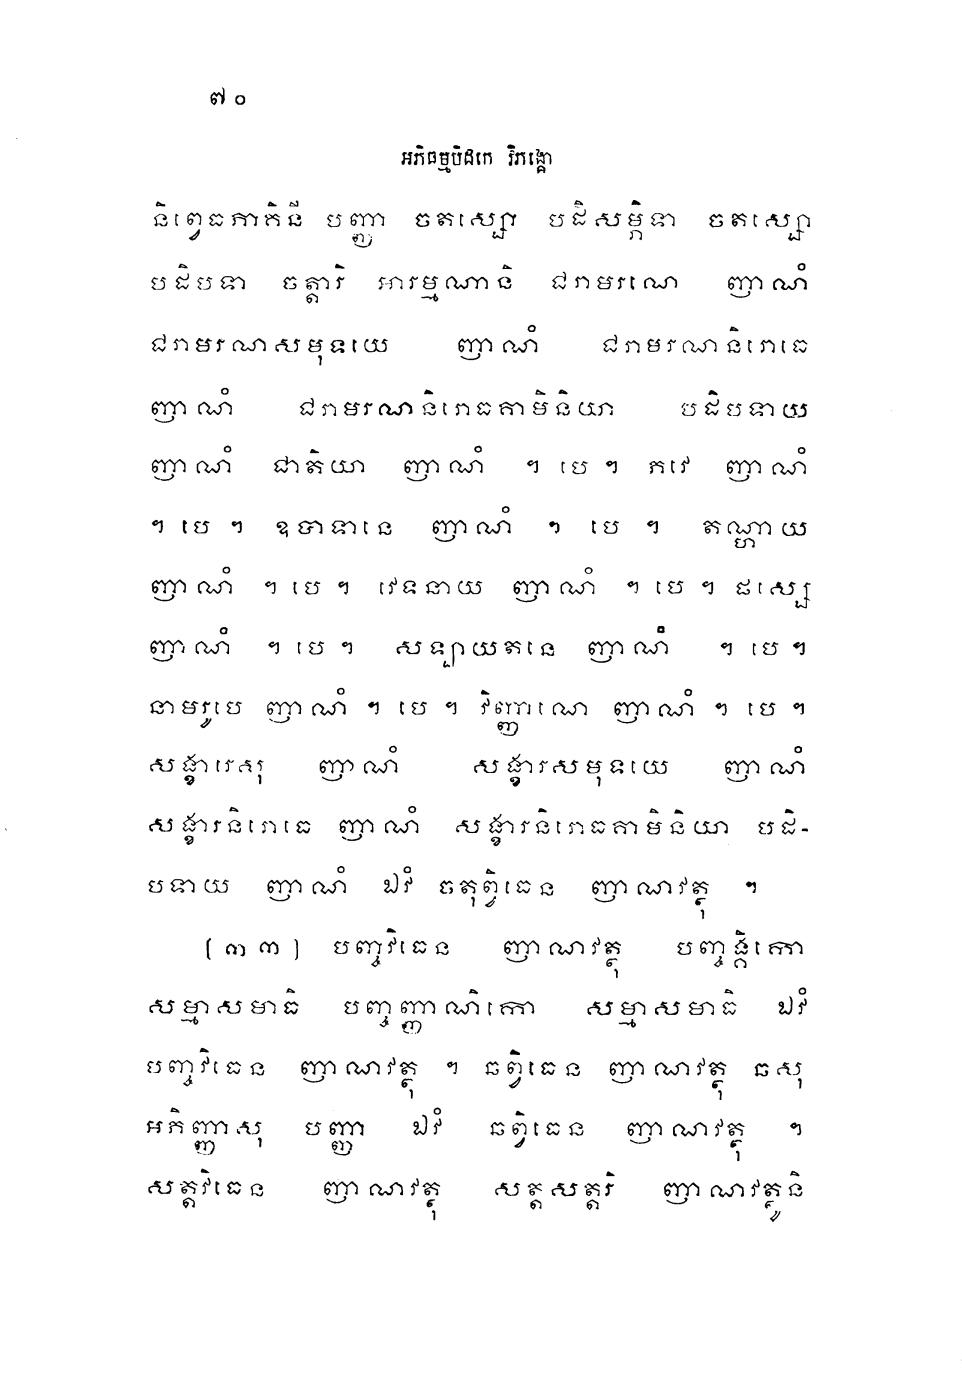 ៧០
អភិធម្មបិដកេ វិភង្គោ
និព្វេធភាគិនី បញ្ញា ចតស្សោ បដិសម្ភិទា ចតស្សោ
បដិបទា ចត្តារិ អារម្មណានិ ជរាមរណេ ញាណំ
ជរាមរណសមុទយេ ញាណំ ជរាមរណនិរោធេ
ញាណំ ជរាមរណនិរោធគាមិនិយា បដិបទាយ
ញាណំ ជាតិយា ញាណំ ។ បេ ។ ភវេ ញាណំ
។ បេ ។ ឧបាទានេ ញាណំ ។ បេ ។ តណ្ហាយ
ញាណំ ។ បេ ។ វេទនាយ ញាណំ ។ បេ ។ ផស្សេ
ញាណំ ។ បេ ។ សឡាយតនេ ញាណំ ។ បេ ។
នាមរូបេ ញាណំ ។ បេ ។ វិញ្ញាណេ ញាណំ ។ បេ ។
សង្ខារេសុ ញាណំ សង្ខារសមុទយេ ញាណំ
សង្ខារនិរោធេ ញាណំ សង្ខារនិរោធគាមិនិយា បដិ-
បទាយ ញាណំ ឯវំ ចតុព្វិធេន ញាណវត្ថុ ។
[៣៣] បញ្ចវិធេន ញាណវត្ថុ បញ្ចង្គិកោ
សម្មាសមាធិ បញ្ចញ្ញាណិកោ សម្មាសមាធិ ឯវំ
បញ្ចវិធេន ញាណវត្ថុ ។ ឆព្វិធេន ញាណវត្ថុ ឆសុ
អភិញ្ញាសុ បញ្ញា ឯវំ ឆព្វិធេន ញាណវត្ថុ ។
សត្តវិធេន ញាណវត្ថុ សត្តសត្តរិ ញាណវត្ថូនិ